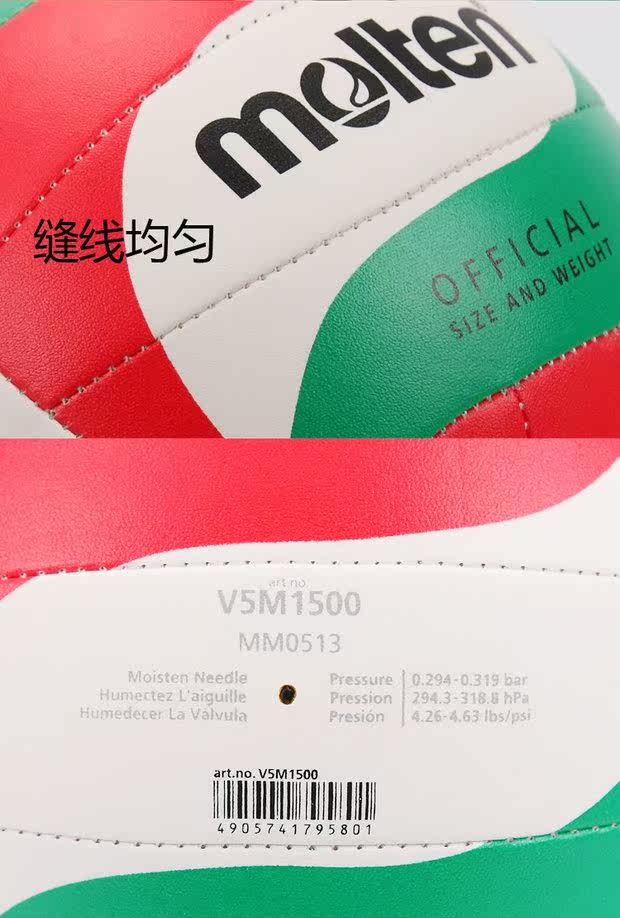 molten
缝线均匀
OFFICIAL
SIZE AND WEIGHT
art.no.
V5M1500
MM0513
Moisten Needle
Humectez L'aiguille
Humedecer La Válvula
Pressure 0.294-0.319 bar
Pression 294.3-318.8 hPa
Presión 4.26-4.63 lbs/psi
art.no. V5M1500
4905741795801